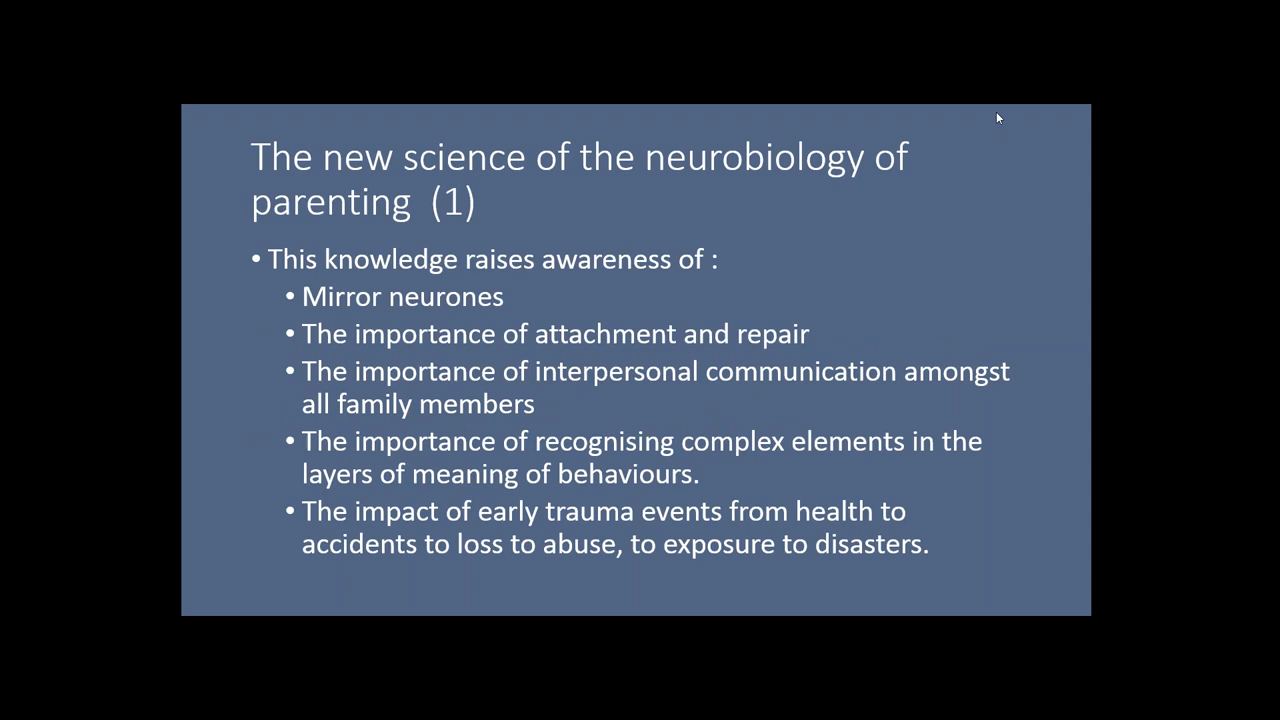 The new science of the neurobiology of
parenting  (1)
• This knowledge raises awareness of :
• Mirror neurones
• The importance of attachment and repair
• The importance of interpersonal communication amongst
all family members
• The importance of recognising complex elements in the
layers of meaning of behaviours.
• The impact of early trauma events from health to
accidents to loss to abuse, to exposure to disasters.